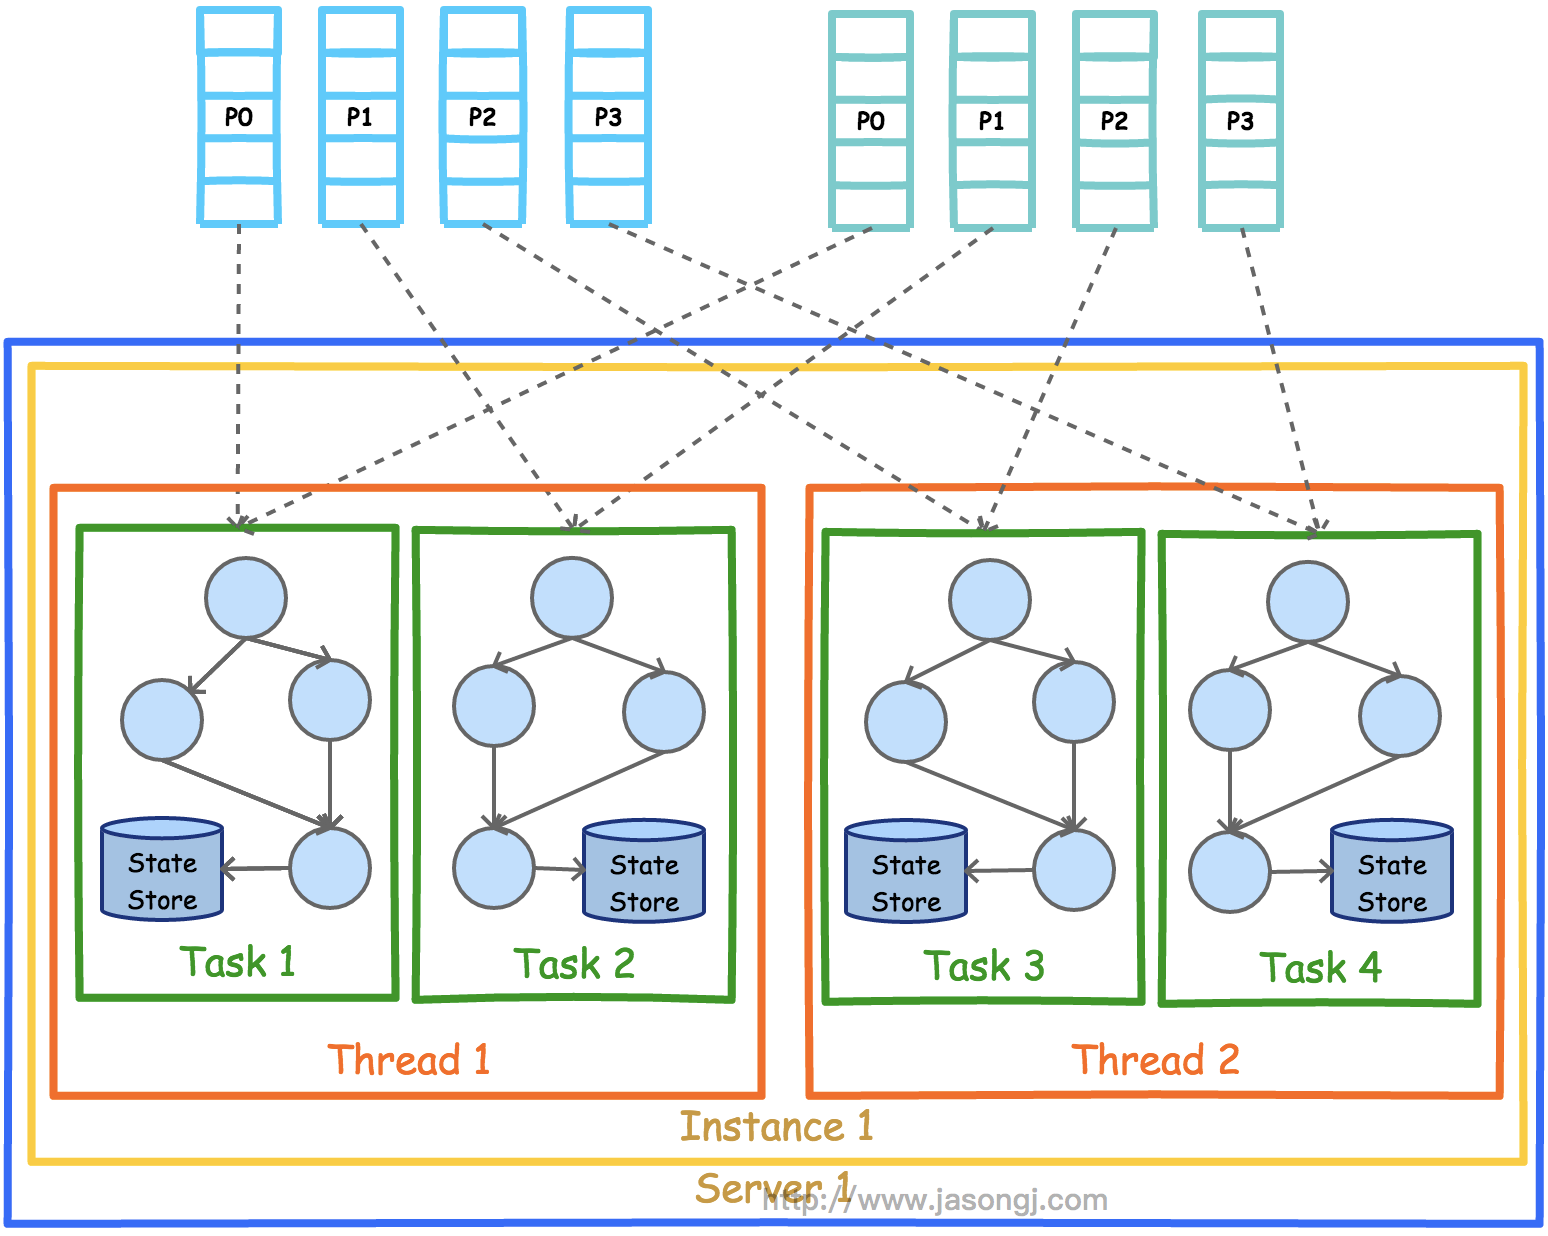 P0 P1 P2 P3 P0 P1 P2 P3
State Store
State Store
State Store
State Store
Task 1 Task 2 Task 3 Task 4
Thread 1 Thread 2
Instance 1
Server 1
http://www.jasongj.com